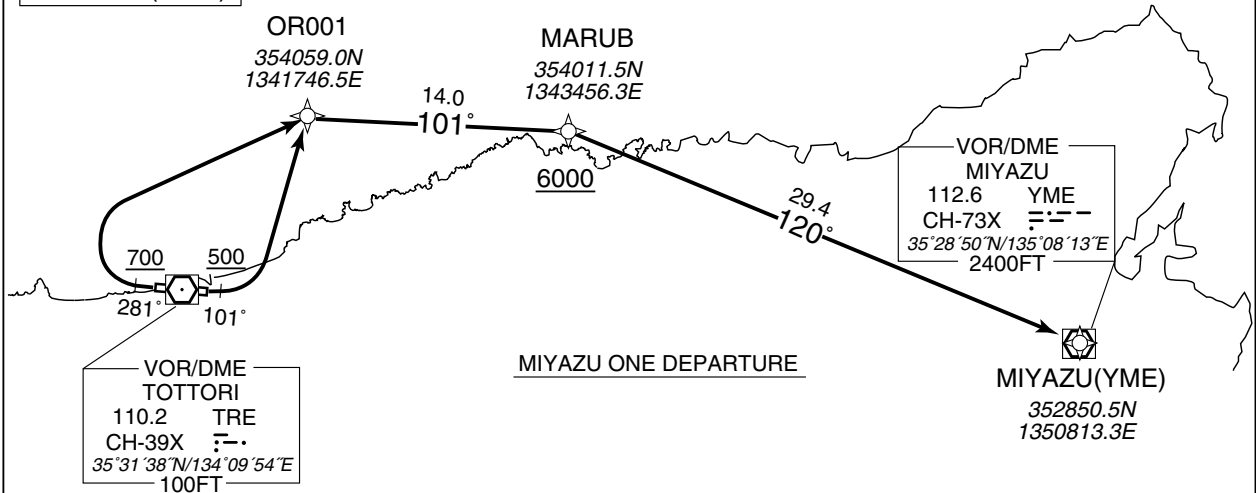 OR001
354059.0N
1341746.5E
MARUB
354011.5N
1343456.3E
14.0
101°
6000
29.4
120°
VOR/DME
MIYAZU
112.6 YME
CH-73X
35°28′50″N/135°08′13″E
2400FT
700
500
281°
101°
VOR/DME
TOTTORI
110.2 TRE
CH-39X
35°31′38″N/134°09′54″E
100FT
MIYAZU ONE DEPARTURE
MIYAZU(YME)
352850.5N
1350813.3E